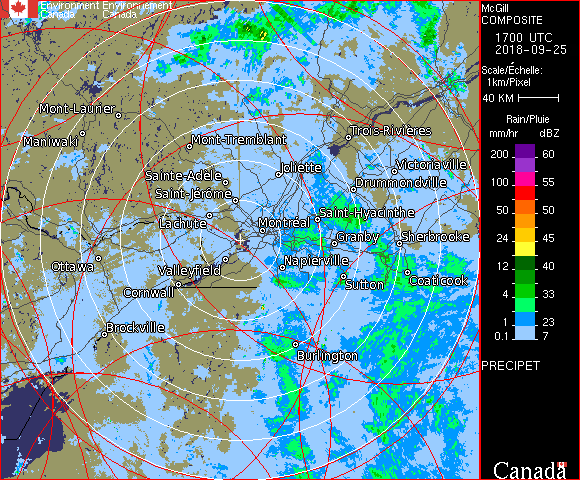 Environment Environnement
Canada Canada
McGill
COMPOSITE
1700 UTC
2018-09-25
Scale/Échelle:
1km/Pixel
40 KM
Rain/Pluie
mm/hr dBZ
200 60
100 55
50 50
24 45
12 40
4 33
1 23
0.1 7
PRECIPET
Canada
Mont-Laurier
Maniwaki
Mont-Tremblant
Trois-Rivières
Joliette
Victoriaville
Sainte-Adèle
Drummondville
Saint-Jérôme
Lachute
Saint-Hyacinthe
Montréal
Granby
Sherbrooke
Ottawa
Valleyfield
Napierville
Cornwall
Sutton
Coaticook
Brockville
Burlington